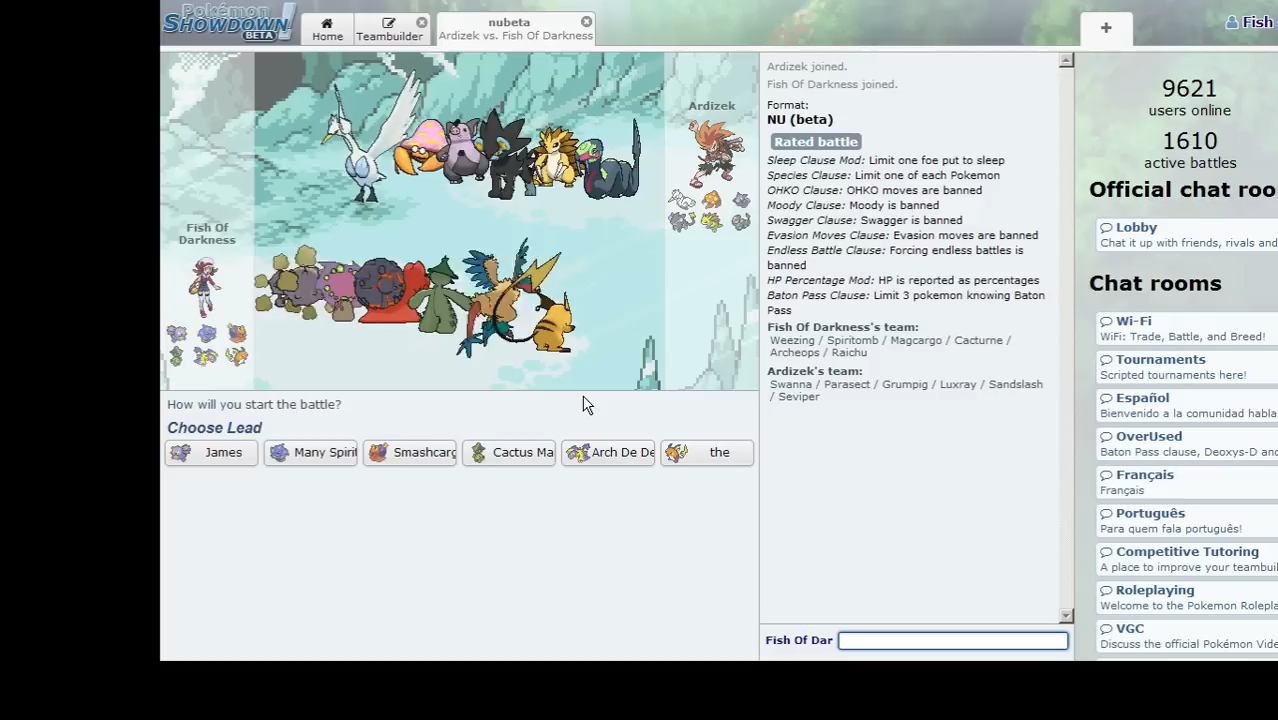 Pokémon
SHOWDOWN!
BETA
Home
Teambuilder
nubeta
Ardizek vs. Fish Of Darkness
+
Fish
Ardizek
Fish Of
Darkness
How will you start the battle?
Choose Lead
James
Many Spirit
Smashcarg
Cactus Ma
Arch De De
the
Ardizek joined.
Fish Of Darkness joined.
Format:
NU (beta)
Rated battle
Sleep Clause Mod: Limit one foe put to sleep
Species Clause: Limit one of each Pokemon
OHKO Clause: OHKO moves are banned
Moody Clause: Moody is banned
Swagger Clause: Swagger is banned
Evasion Moves Clause: Evasion moves are banned
Endless Battle Clause: Forcing endless battles is
banned
HP Percentage Mod: HP is reported as percentages
Baton Pass Clause: Limit 3 pokemon knowing Baton
Pass
Fish Of Darkness's team:
Weezing / Spiritomb / Magcargo / Cacturne /
Archeops / Raichu
Ardizek's team:
Swanna / Parasect / Grumpig / Luxray / Sandslash
/ Seviper
Fish Of Dar
9621
users online
1610
active battles
Official chat roo
Lobby
Chat it up with friends, rivals and
Chat rooms
Wi-Fi
WiFi: Trade, Battle, and Breed!
Tournaments
Scripted tournaments here!
Español
Bienvenido a la comunidad habla
OverUsed
Baton Pass clause, Deoxys-D and
Français
Français
Português
Para quem fala português!
Competitive Tutoring
A place to improve your teambuil
Roleplaying
Welcome to the Pokemon Rolepla
VGC
Discuss the official Pokémon Vide